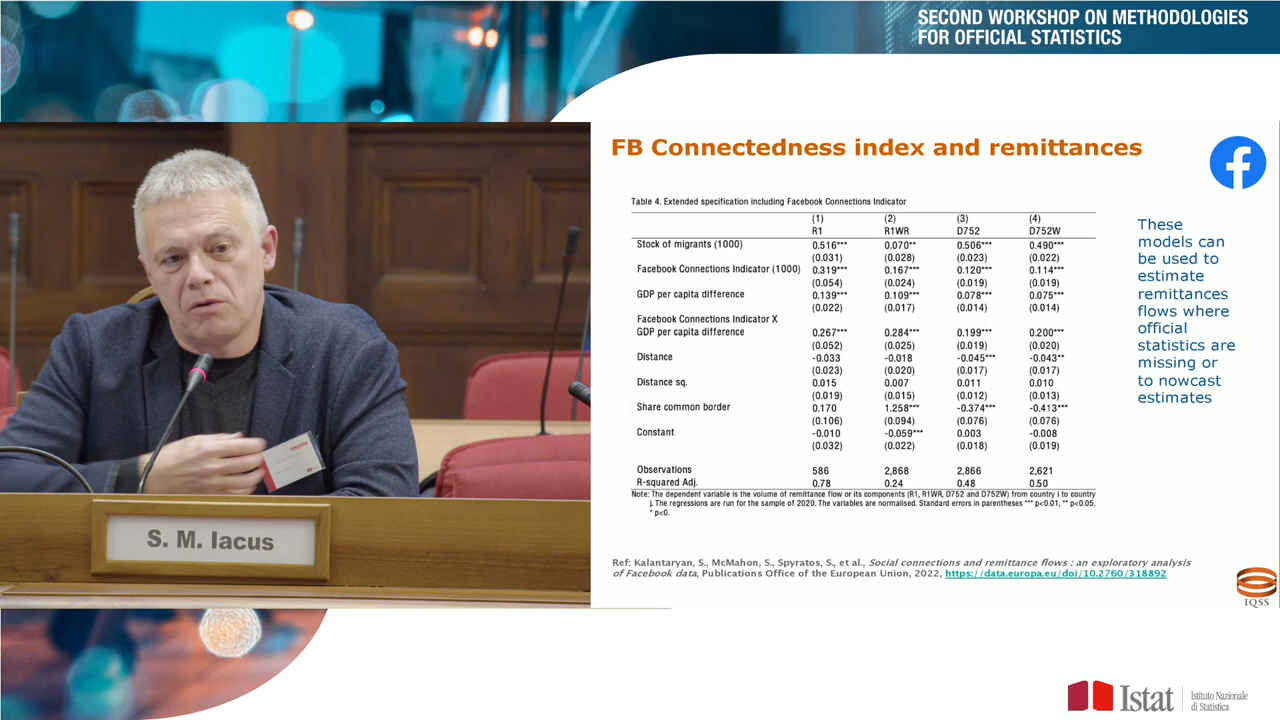 SECOND WORKSHOP ON METHODOLOGIES
FOR OFFICIAL STATISTICS
FB Connectedness index and remittances
Table 4. Extended specification including Facebook Connections Indicator
(1) (2) (3) (4)
R1 R1WR D752 D752W
Stock of migrants (1000) 0.516*** 0.070** 0.506*** 0.490***
(0.031) (0.028) (0.023) (0.022)
Facebook Connections Indicator (1000) 0.319*** 0.167*** 0.120*** 0.114***
(0.054) (0.024) (0.019) (0.019)
GDP per capita difference 0.139*** 0.109*** 0.078*** 0.075***
(0.022) (0.017) (0.014) (0.014)
Facebook Connections Indicator X
GDP per capita difference 0.267*** 0.284*** 0.199*** 0.200***
(0.052) (0.025) (0.019) (0.020)
Distance -0.033 -0.018 -0.045*** -0.043**
(0.023) (0.020) (0.017) (0.017)
Distance sq. 0.015 0.007 0.011 0.010
(0.019) (0.015) (0.012) (0.013)
Share common border 0.170 1.258*** -0.374*** -0.413***
(0.106) (0.094) (0.076) (0.076)
Constant -0.010 -0.059*** 0.003 -0.008
(0.032) (0.022) (0.018) (0.019)
Observations 586 2,868 2,866 2,621
R-squared Adj. 0.78 0.24 0.48 0.50
Note: The dependent variable is the volume of remittance flow or its components (R1, R1WR, D752 and D752W) from country i to country
j. The regressions are run for the sample of 2020. The variables are normalised. Standard errors in parentheses *** p<0.01, ** p<0.05,
* p<0.
These
models can
be used to
estimate
remittances
flows where
official
statistics are
missing or
to nowcast
estimates
Ref: Kalantaryan, S., McMahon, S., Spyratos, S., et al., Social connections and remittance flows : an exploratory analysis
of Facebook data, Publications Office of the European Union, 2022, https://data.europa.eu/doi/10.2760/318892
IQSS
S. M. Iacus
Istat
Istituto Nazionale
di Statistica